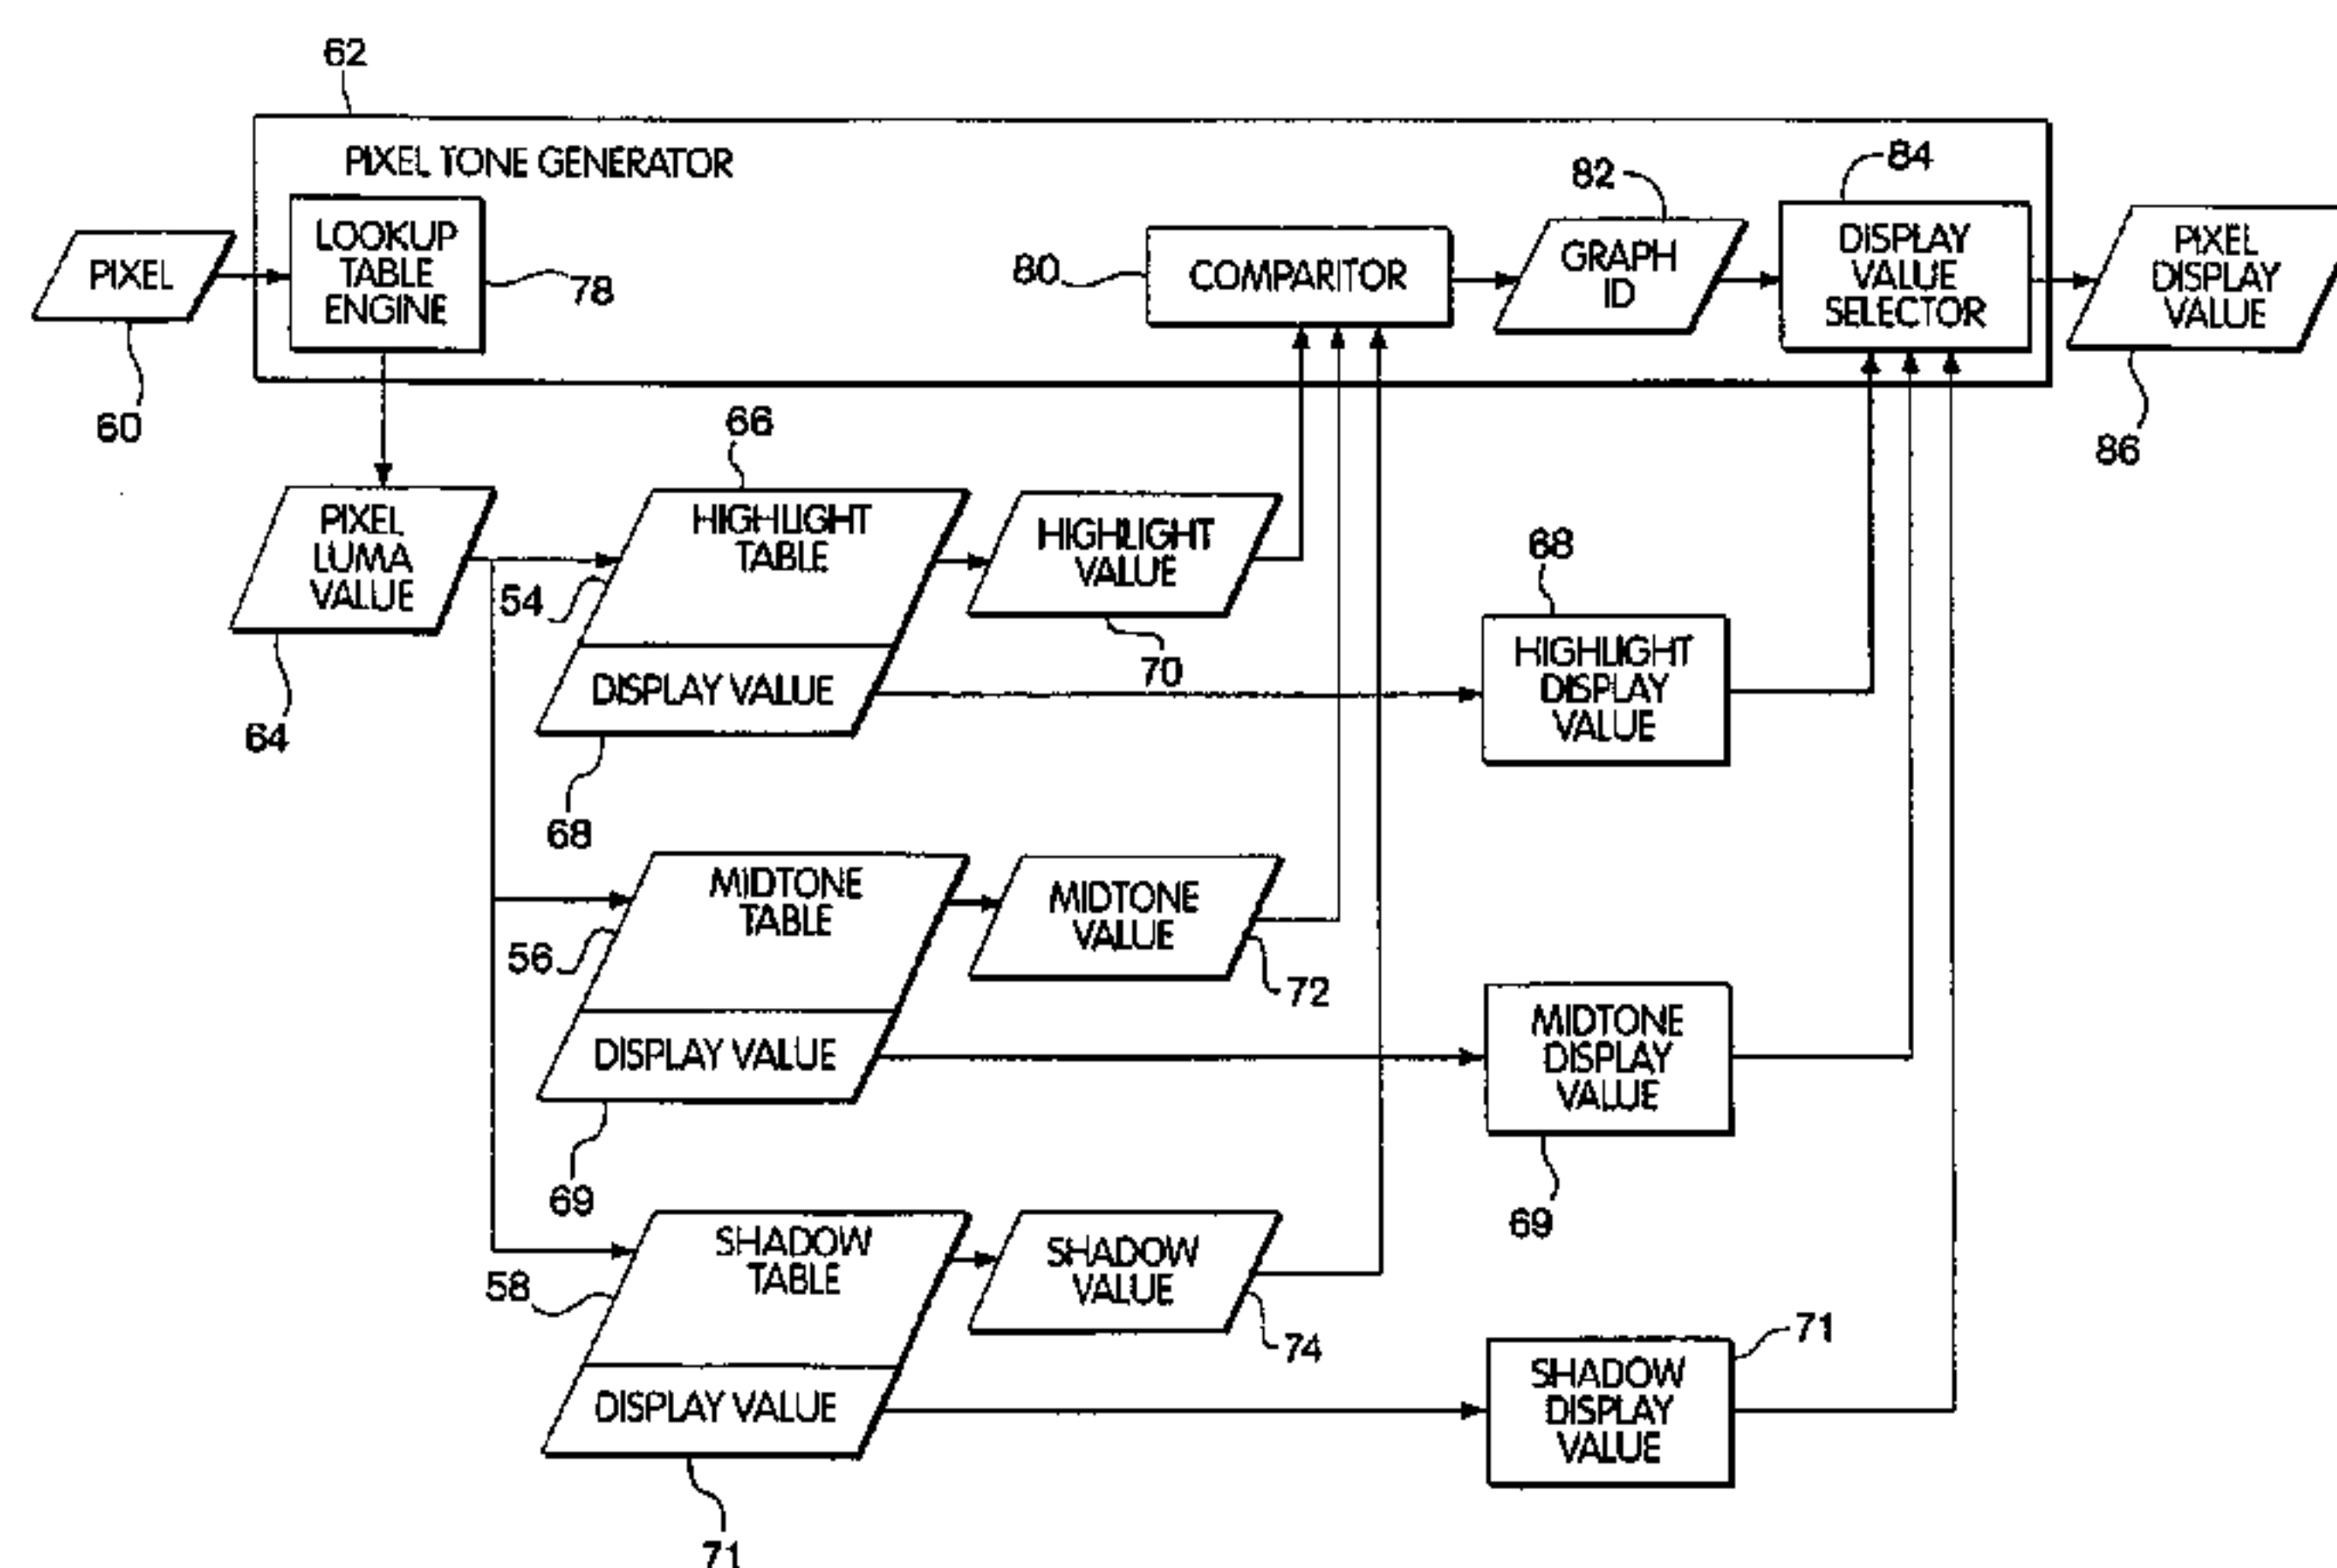 62
PIXEL TONE GENERATOR
84
82
PIXEL
LOOKUP
TABLE
ENGINE
78
80
COMPARITOR
GRAPH
ID
DISPLAY
VALUE
SELECTOR
PIXEL
DISPLAY
VALUE
60
86
66
PIXEL
LUMA
VALUE
64
54
HIGHLIGHT
TABLE
DISPLAY VALUE
68
HIGHLIGHT
VALUE
70
68
HIGHLIGHT
DISPLAY
VALUE
56
MIDTONE
TABLE
DISPLAY VALUE
69
MIDTONE
VALUE
72
MIDTONE
DISPLAY
VALUE
69
58
SHADOW
TABLE
DISPLAY VALUE
71
SHADOW
VALUE
74
71
SHADOW
DISPLAY
VALUE